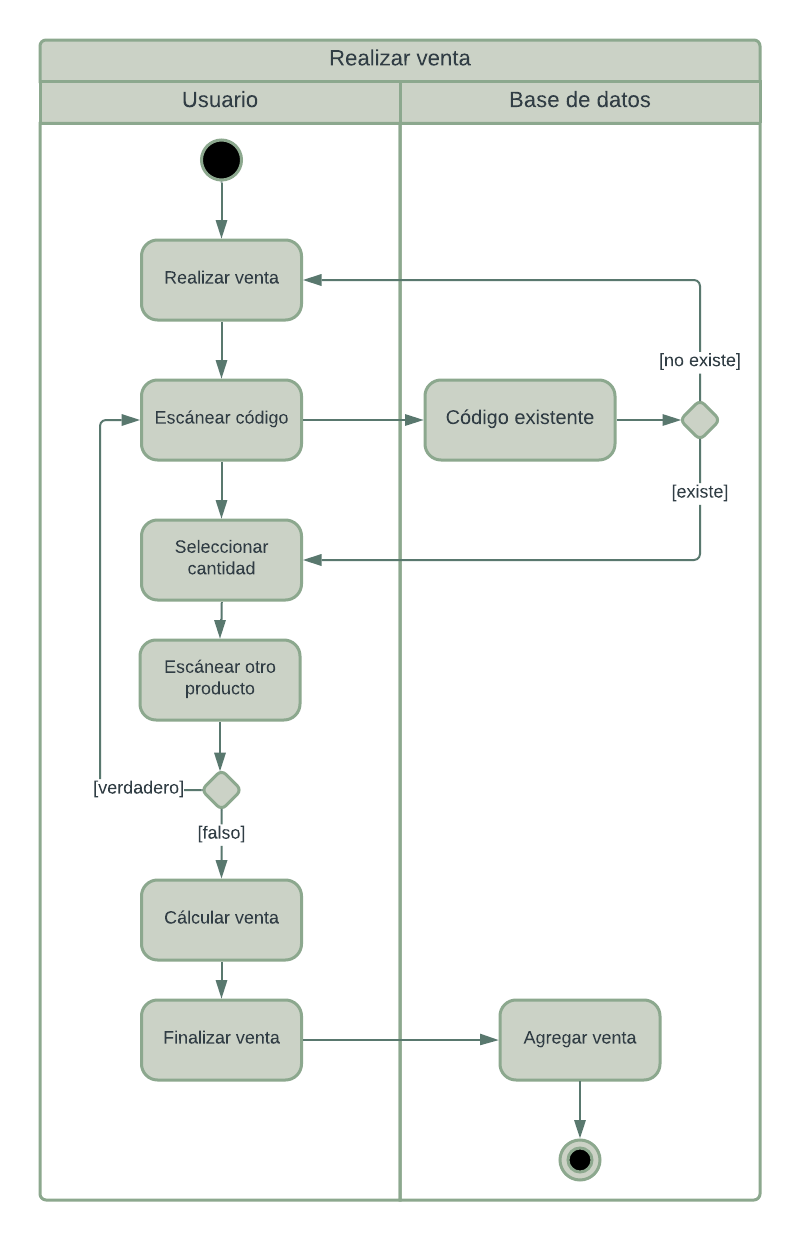 Realizar venta
Usuario
Base de datos
Realizar venta
[no existe]
Escánear código
Código existente
[existe]
Seleccionar
cantidad
Escánear otro
producto
[verdadero]
[falso]
Cálcular venta
Finalizar venta
Agregar venta